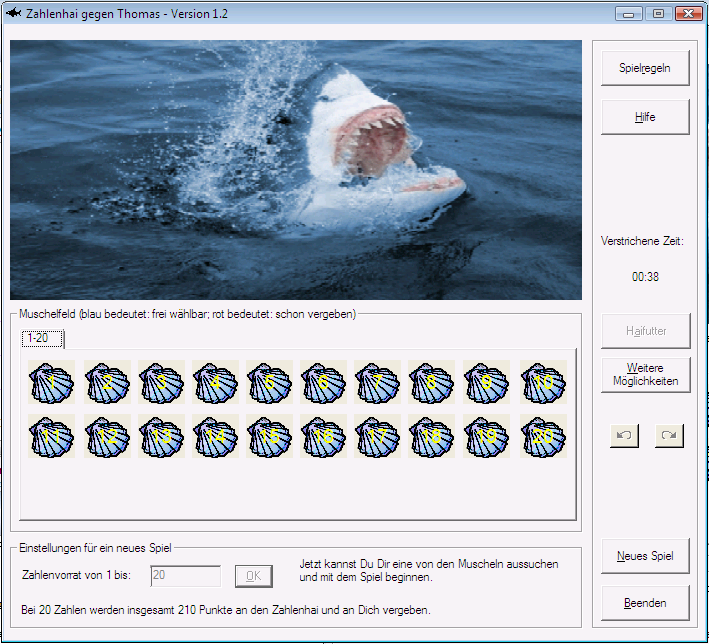 Zahlenhai gegen Thomas - Version 1.2
Spielregeln
Hilfe
Verstrichene Zeit:
00:38
Haifutter
Weitere
Möglichkeiten
Muschelfeld (blau bedeutet: frei wählbar; rot bedeutet: schon vergeben)
1-20
1 2 3 4 5 6 7 8 9 10
11 12 13 14 15 16 17 18 19 20
Einstellungen für ein neues Spiel
Zahlenvorrat von 1 bis: 20 OK
Jetzt kannst Du Dir eine von den Muscheln aussuchen
und mit dem Spiel beginnen.
Bei 20 Zahlen werden insgesamt 210 Punkte an den Zahlenhai und an Dich vergeben.
Neues Spiel
Beenden